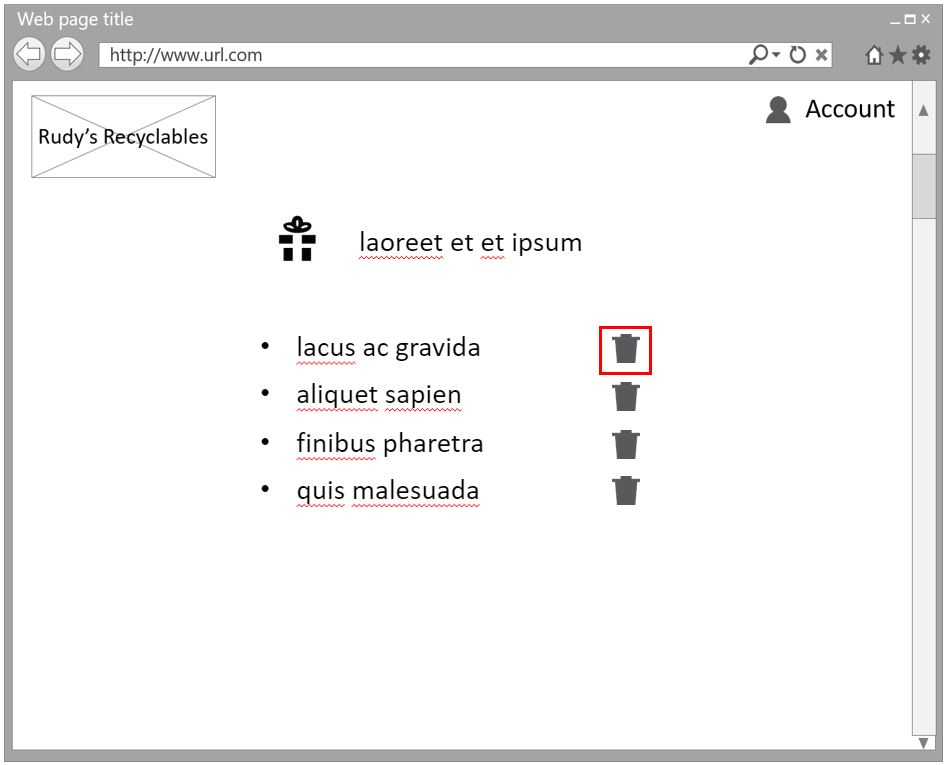 Web page title
http://www.url.com
Rudy's Recyclables
Account
laoreet et et ipsum
• lacus ac gravida
• aliquet sapien
• finibus pharetra
• quis malesuada